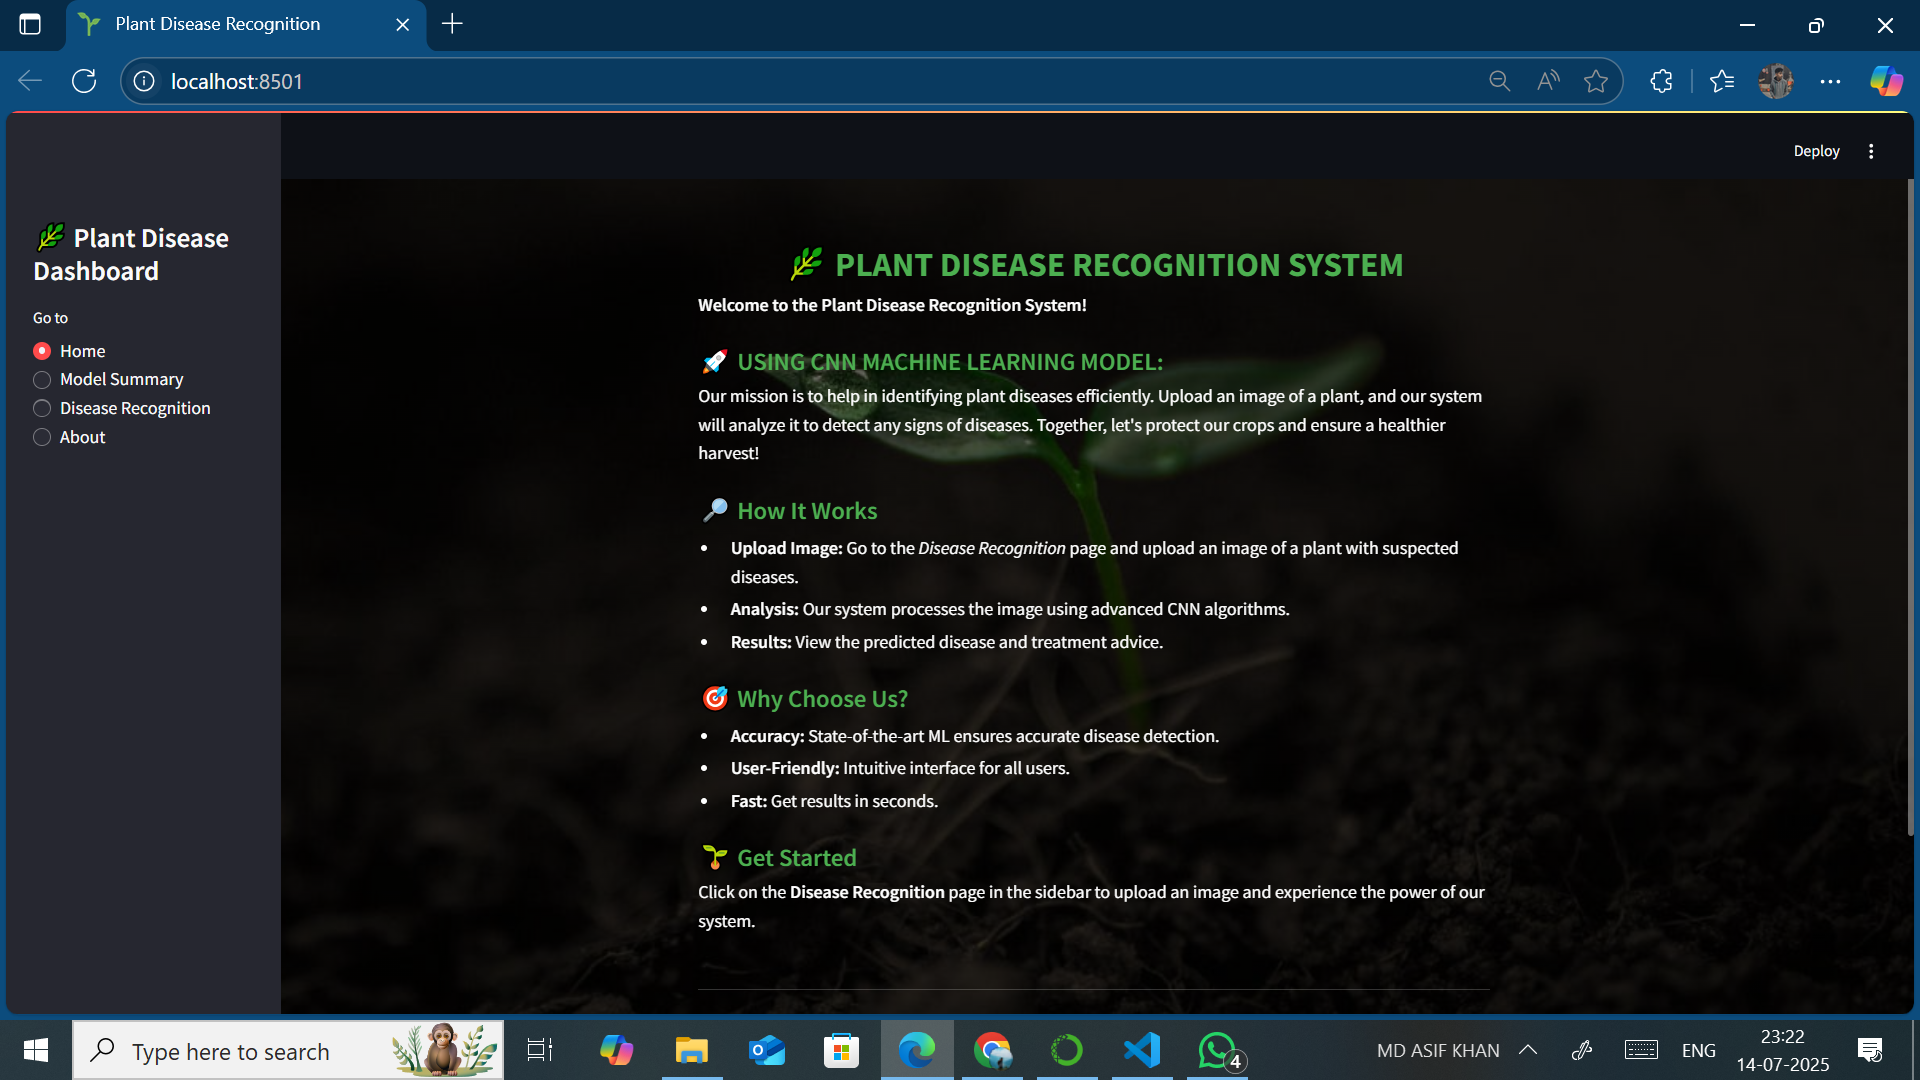 Plant Disease Recognition
localhost:8501
Deploy
Plant Disease
Dashboard
Go to
Home
Model Summary
Disease Recognition
About
PLANT DISEASE RECOGNITION SYSTEM
Welcome to the Plant Disease Recognition System!
USING CNN MACHINE LEARNING MODEL:
Our mission is to help in identifying plant diseases efficiently. Upload an image of a plant, and our system
will analyze it to detect any signs of diseases. Together, let's protect our crops and ensure a healthier
harvest!
How It Works
• Upload Image: Go to the Disease Recognition page and upload an image of a plant with suspected
diseases.
• Analysis: Our system processes the image using advanced CNN algorithms.
• Results: View the predicted disease and treatment advice.
Why Choose Us?
• Accuracy: State-of-the-art ML ensures accurate disease detection.
• User-Friendly: Intuitive interface for all users.
• Fast: Get results in seconds.
Get Started
Click on the Disease Recognition page in the sidebar to upload an image and experience the power of our
system.
Type here to search
4
MD ASIF KHAN
ENG
23:22
14-07-2025